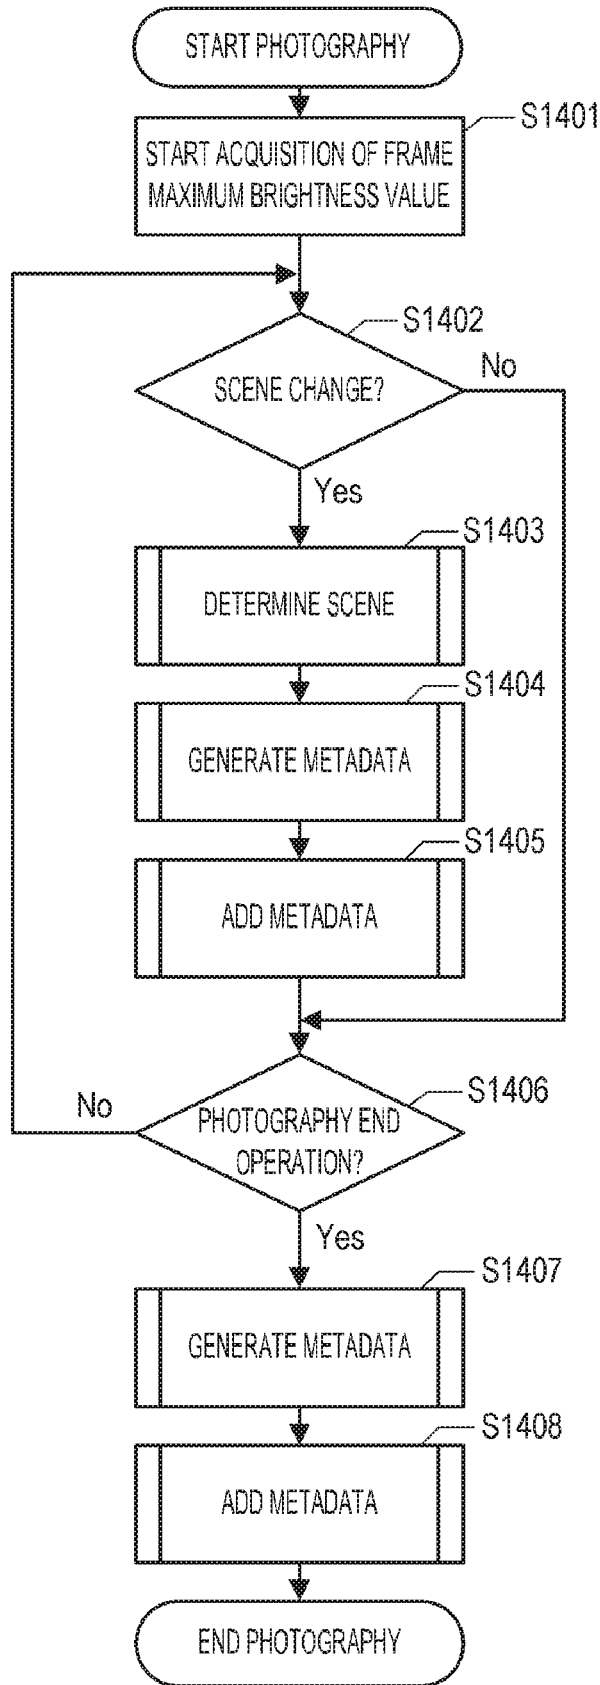 START PHOTOGRAPHY
S1401
START ACQUISITION OF FRAME
MAXIMUM BRIGHTNESS VALUE
S1402
SCENE CHANGE?
No
Yes
S1403
DETERMINE SCENE
S1404
GENERATE METADATA
S1405
ADD METADATA
S1406
PHOTOGRAPHY END
OPERATION?
No
Yes
S1407
GENERATE METADATA
S1408
ADD METADATA
END PHOTOGRAPHY